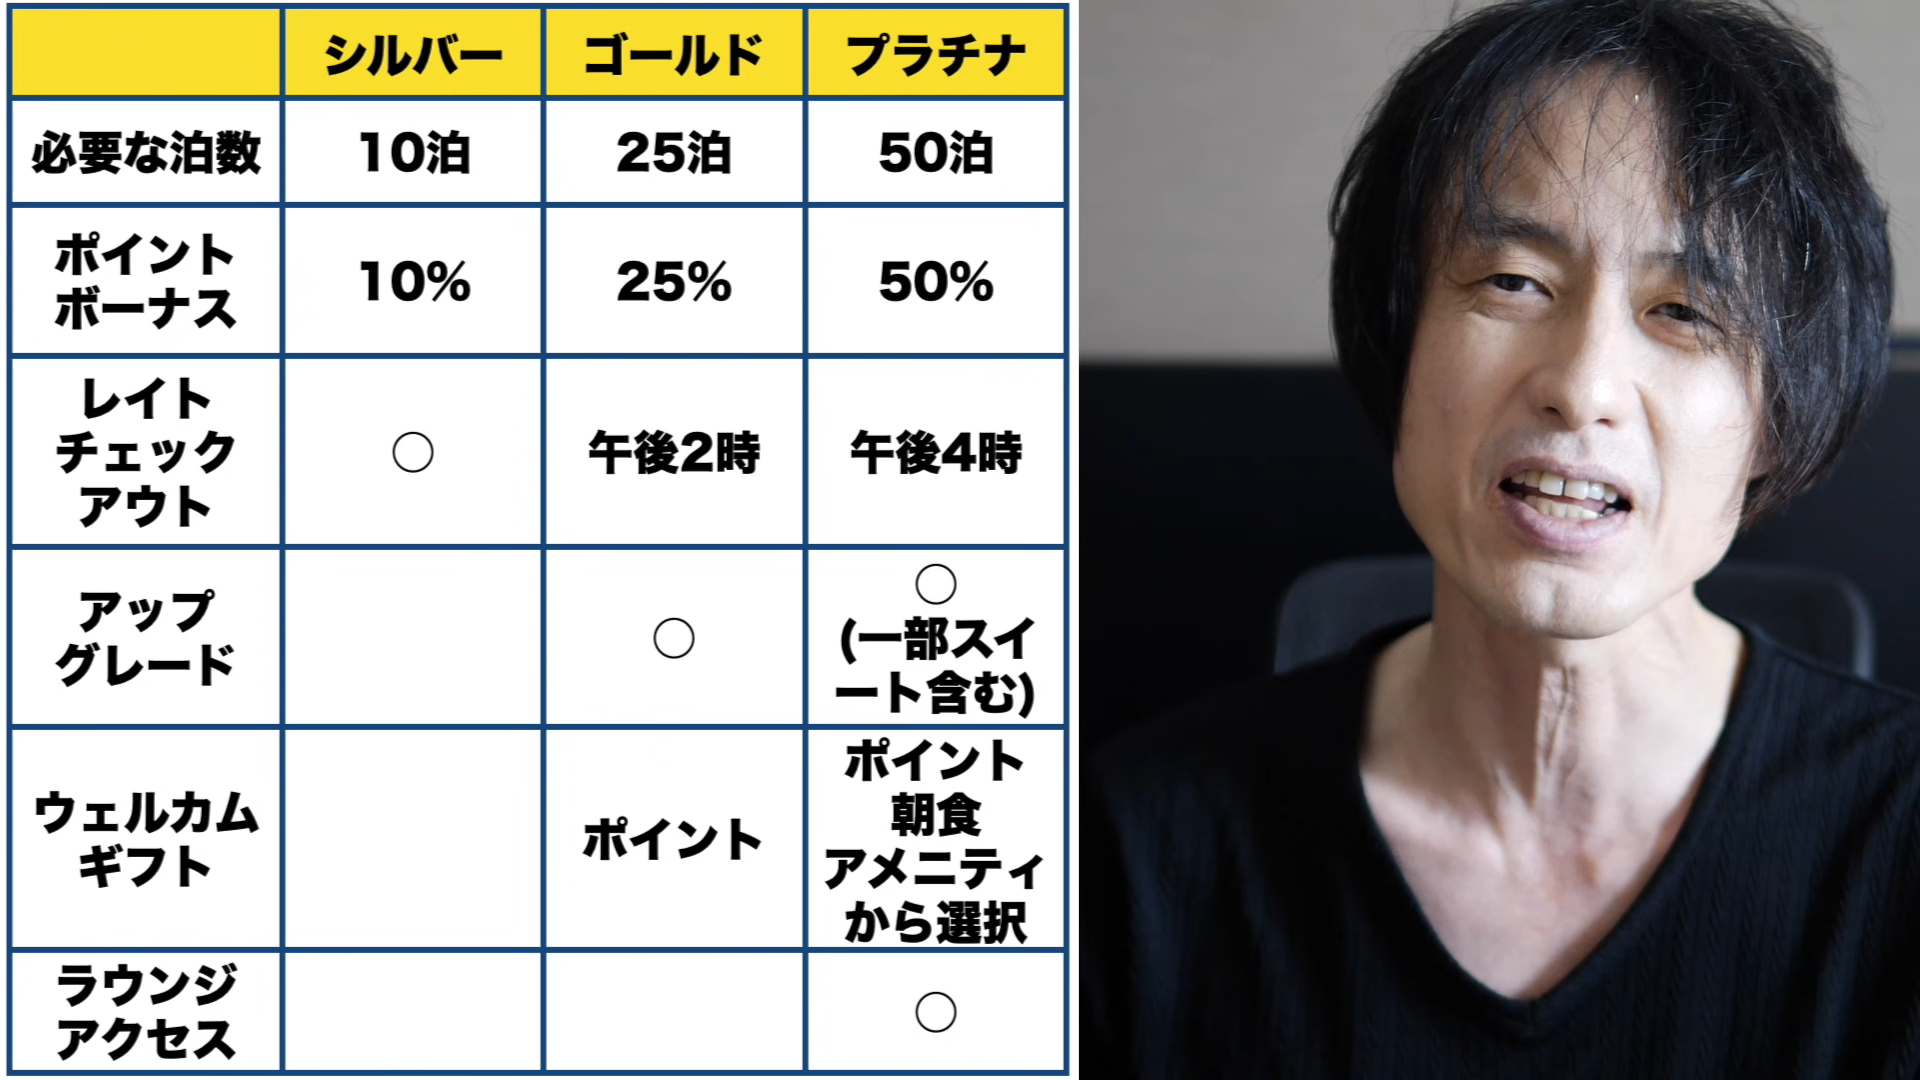 シルバー ゴールド プラチナ
必要な泊数 10泊 25泊 50泊
ポイント
ボーナス
10% 25% 50%
レイト
チェック
アウト
○ 午後2時 午後4時
アップ
グレード
○
○
(一部スイ
ート含む)
ウェルカム
ギフト
ポイント
ポイント
朝食
アメニティ
から選択
ラウンジ
アクセス
○